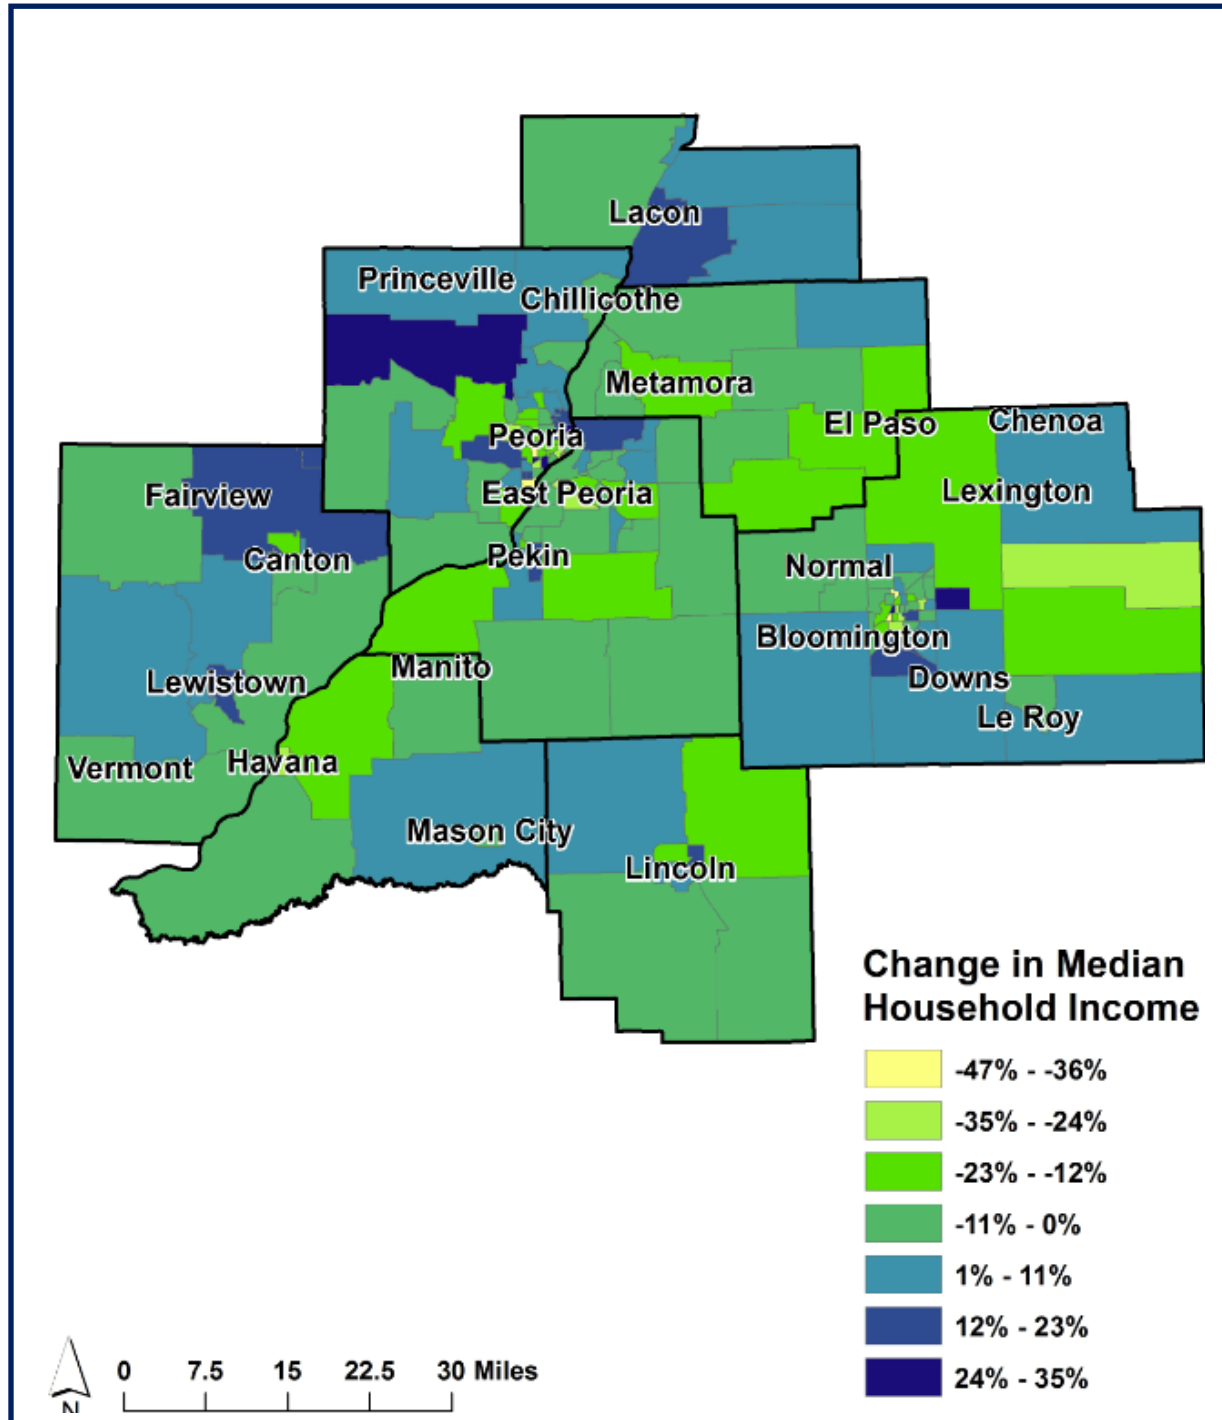 Lacon
Princeville
Chillicothe
Metamora
El Paso
Chenoa
Peoria
Fairview
East Peoria
Lexington
Canton
Pekin
Normal
Bloomington
Manito
Lewistown
Downs
Le Roy
Vermont
Havana
Mason City
Lincoln
Change in Median
Household Income
-47% - -36%
-35% - -24%
-23% - -12%
-11% - 0%
1% - 11%
12% - 23%
24% - 35%
0 7.5 15 22.5 30 Miles
N